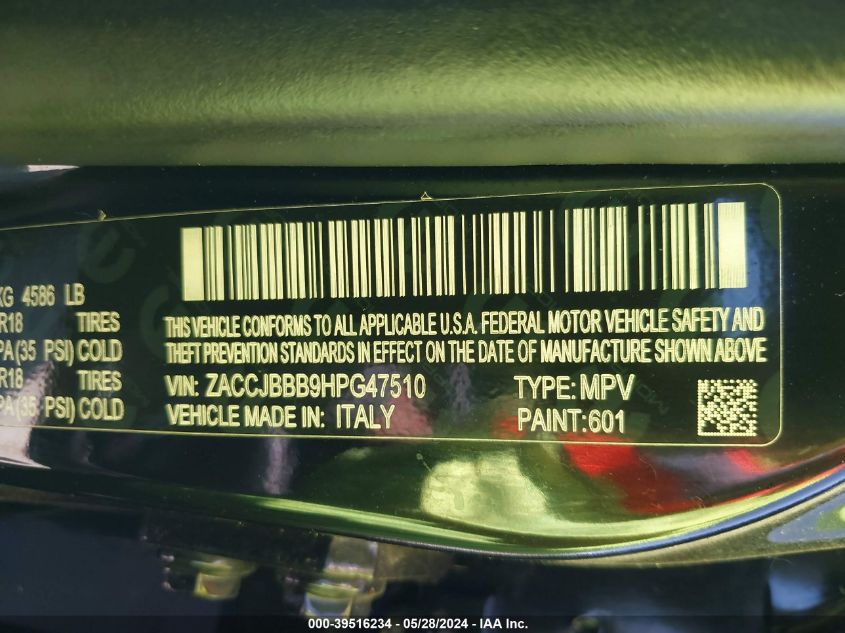 KG 4586 LB
R18 TIRES
PA(35 PSI) COLD
R18 TIRES
PA(35 PSI) COLD
THIS VEHICLE CONFORMS TO ALL APPLICABLE U.S.A. FEDERAL MOTOR VEHICLE SAFETY AND
THEFT PREVENTION STANDARDS IN EFFECT ON THE DATE OF MANUFACTURE SHOWN ABOVE
VIN: ZACCJBBB9HPG47510 TYPE: MPV
VEHICLE MADE IN: ITALY PAINT:601
000-39516234 - 05/28/2024 - IAA Inc.